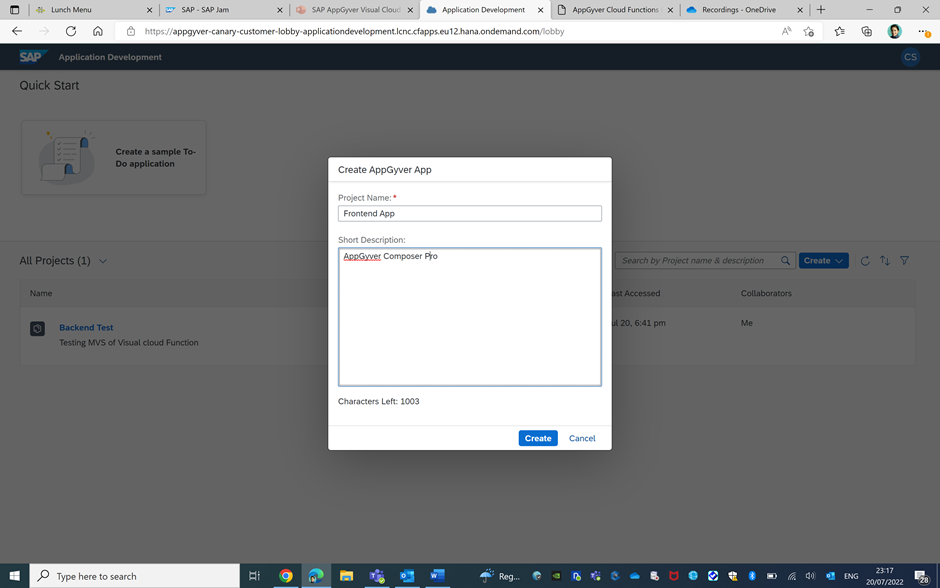 Lunch Menu
SAP - SAP Jam
SAP AppGyver Visual Cloud
Application Development
AppGyver Cloud Functions
Recordings - OneDrive
https://appgyver-canary-customer-lobby-applicationdevelopment.lcnc.cfapps.eu12.hana.ondemand.com/lobby
SAP Application Development
CS
Quick Start
Create a sample To-
Do application
Create AppGyver App
Project Name: *
Frontend App
Short Description:
AppGyver Composer Pro
Characters Left: 1003
Create Cancel
All Projects (1)
Search by Project name & description
Create
Name
ast Accessed
Collaborators
Backend Test
Testing MVS of Visual cloud Function
ul 20, 6:41 pm
Me
Type here to search
Reg...
ENG
23:17
20/07/2022
28